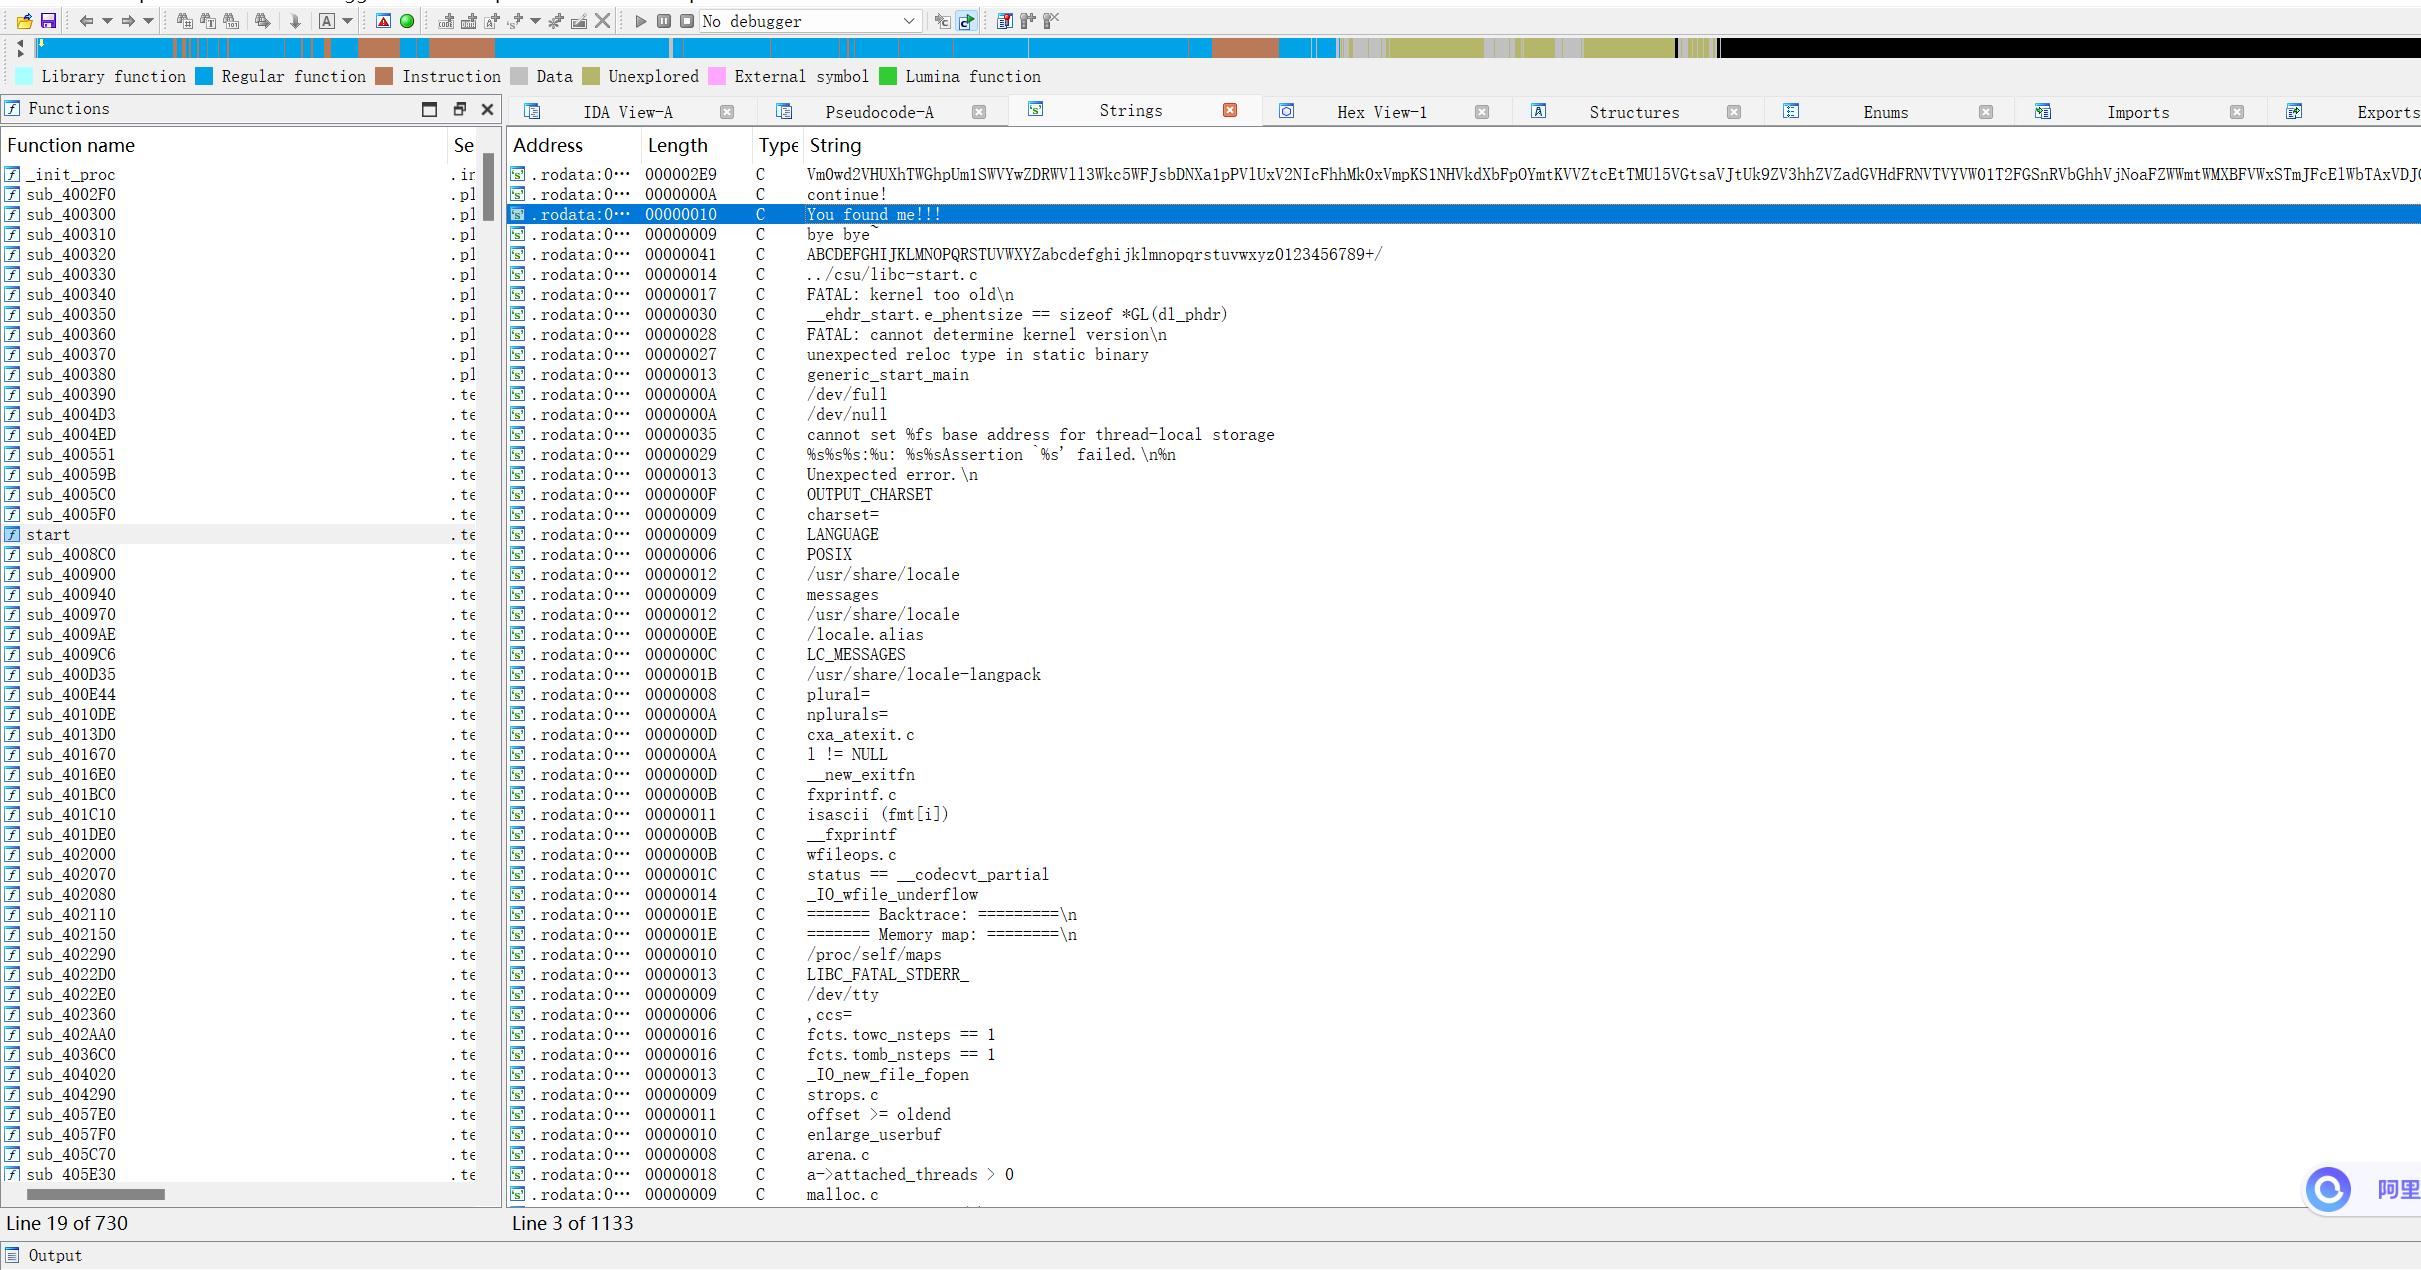 No debugger
Library function Regular function Instruction Data Unexplored External symbol Lumina function
Functions
IDA View-A Pseudocode-A Strings Hex View-1 Structures Enums Imports Exports
Function name Se
_init_proc .in
sub_4002F0 .pl
sub_400300 .pl
sub_400310 .pl
sub_400320 .pl
sub_400330 .pl
sub_400340 .pl
sub_400350 .pl
sub_400360 .pl
sub_400370 .pl
sub_400380 .pl
sub_400390 .te
sub_4004D3 .te
sub_4004ED .te
sub_400551 .te
sub_40059B .te
sub_4005C0 .te
sub_4005F0 .te
start .te
sub_4008C0 .te
sub_400900 .te
sub_400940 .te
sub_400970 .te
sub_4009AE .te
sub_4009C6 .te
sub_400D35 .te
sub_400E44 .te
sub_4010DE .te
sub_4013D0 .te
sub_401670 .te
sub_4016E0 .te
sub_401BC0 .te
sub_401C10 .te
sub_401DE0 .te
sub_402000 .te
sub_402070 .te
sub_402080 .te
sub_402110 .te
sub_402150 .te
sub_402290 .te
sub_4022D0 .te
sub_4022E0 .te
sub_402360 .te
sub_402AA0 .te
sub_4036C0 .te
sub_404020 .te
sub_404290 .te
sub_4057E0 .te
sub_4057F0 .te
sub_405C70 .te
sub_405E30 .te
Line 19 of 730
Address Length Type String
.rodata:0··· 000002E9 C
.rodata:0··· 0000000A C continue!
.rodata:0··· 00000010 C You found me!!!
.rodata:0··· 00000009 C bye bye~
.rodata:0··· 00000041 C ABCDEFGHIJKLMNOPQRSTUVWXYZabcdefghijklmnopqrstuvwxyz0123456789+/
.rodata:0··· 00000014 C ../csu/libc-start.c
.rodata:0··· 00000017 C FATAL: kernel too old\n
.rodata:0··· 00000030 C __ehdr_start.e_phentsize == sizeof *GL(dl_phdr)
.rodata:0··· 00000028 C FATAL: cannot determine kernel version\n
.rodata:0··· 00000027 C unexpected reloc type in static binary
.rodata:0··· 00000013 C generic_start_main
.rodata:0··· 0000000A C /dev/full
.rodata:0··· 0000000A C /dev/null
.rodata:0··· 00000035 C cannot set %fs base address for thread-local storage
.rodata:0··· 00000029 C %s%s%s:%u: %s%sAssertion `%s' failed.\n%n
.rodata:0··· 00000013 C Unexpected error.\n
.rodata:0··· 0000000F C OUTPUT_CHARSET
.rodata:0··· 00000009 C charset=
.rodata:0··· 00000009 C LANGUAGE
.rodata:0··· 00000006 C POSIX
.rodata:0··· 00000012 C /usr/share/locale
.rodata:0··· 00000009 C messages
.rodata:0··· 00000012 C /usr/share/locale
.rodata:0··· 0000000E C /locale.alias
.rodata:0··· 0000000C C LC_MESSAGES
.rodata:0··· 0000001B C /usr/share/locale-langpack
.rodata:0··· 00000008 C plural=
.rodata:0··· 0000000A C nplurals=
.rodata:0··· 0000000D C cxa_atexit.c
.rodata:0··· 0000000A C l != NULL
.rodata:0··· 0000000D C __new_exitfn
.rodata:0··· 0000000B C fxprintf.c
.rodata:0··· 00000011 C isascii (fmt[i])
.rodata:0··· 0000000B C __fxprintf
.rodata:0··· 0000000B C wfileops.c
.rodata:0··· 0000001C C status == __codecvt_partial
.rodata:0··· 00000014 C _IO_wfile_underflow
.rodata:0··· 0000001E C ======= Backtrace: =========\n
.rodata:0··· 0000001E C ======= Memory map: ========\n
.rodata:0··· 00000010 C /proc/self/maps
.rodata:0··· 00000013 C LIBC_FATAL_STDERR_
.rodata:0··· 00000009 C /dev/tty
.rodata:0··· 00000006 C ,ccs=
.rodata:0··· 00000016 C fcts.towc_nsteps == 1
.rodata:0··· 00000016 C fcts.tomb_nsteps == 1
.rodata:0··· 00000013 C _IO_new_file_fopen
.rodata:0··· 00000009 C strops.c
.rodata:0··· 00000011 C offset >= oldend
.rodata:0··· 00000010 C enlarge_userbuf
.rodata:0··· 00000008 C arena.c
.rodata:0··· 00000018 C a->attached_threads > 0
.rodata:0··· 00000009 C malloc.c
阿里
Line 3 of 1133
Output